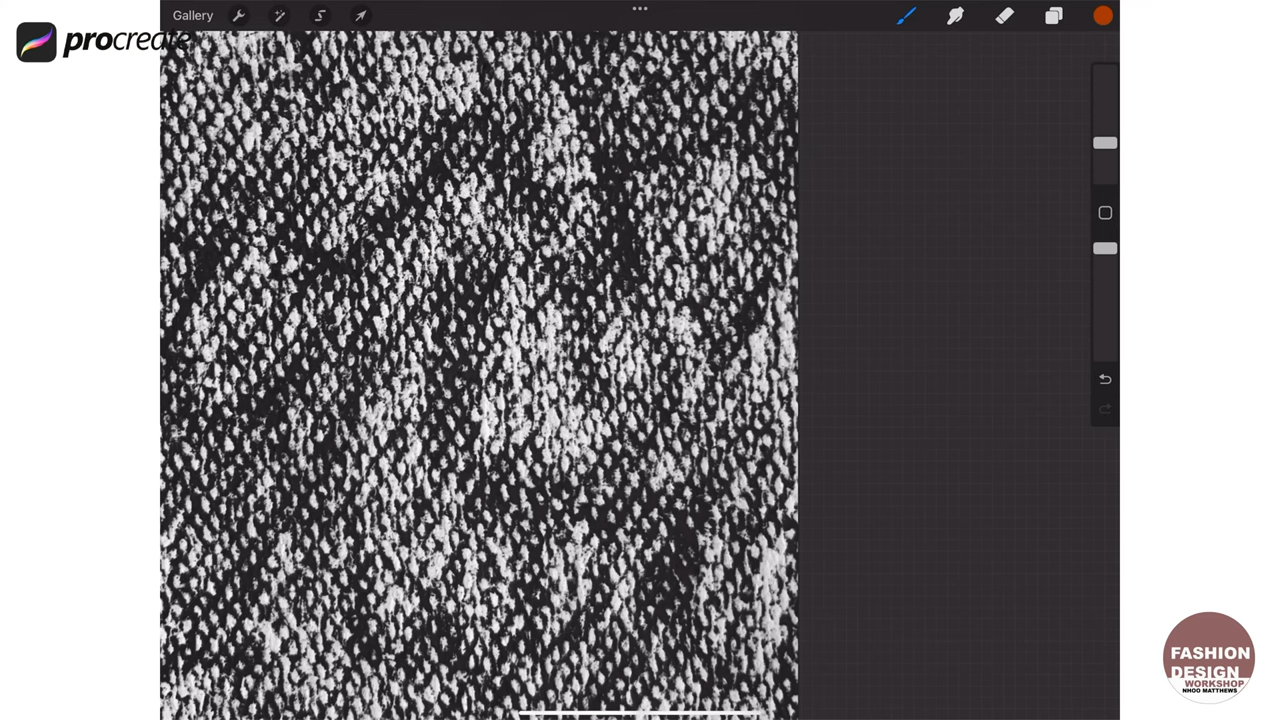 Gallery
procreate
FASHION
DESIGN
WORKSHOP
NHOO MATTHEWS